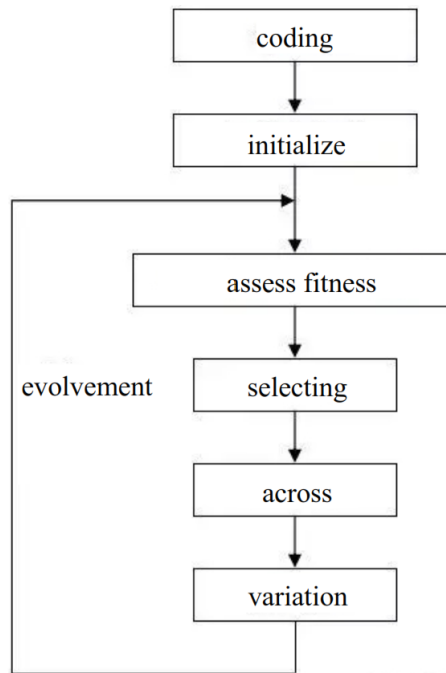 coding
initialize
assess fitness
evolvement
selecting
across
variation